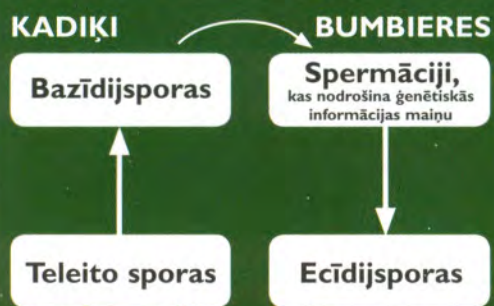 KADIĶI
BUMBIERES
Bazīdijsporas
Spermāciji,
kas nodrošina ģenētiskās
informācijas maiņu
Teleito sporas
Ecīdijsporas